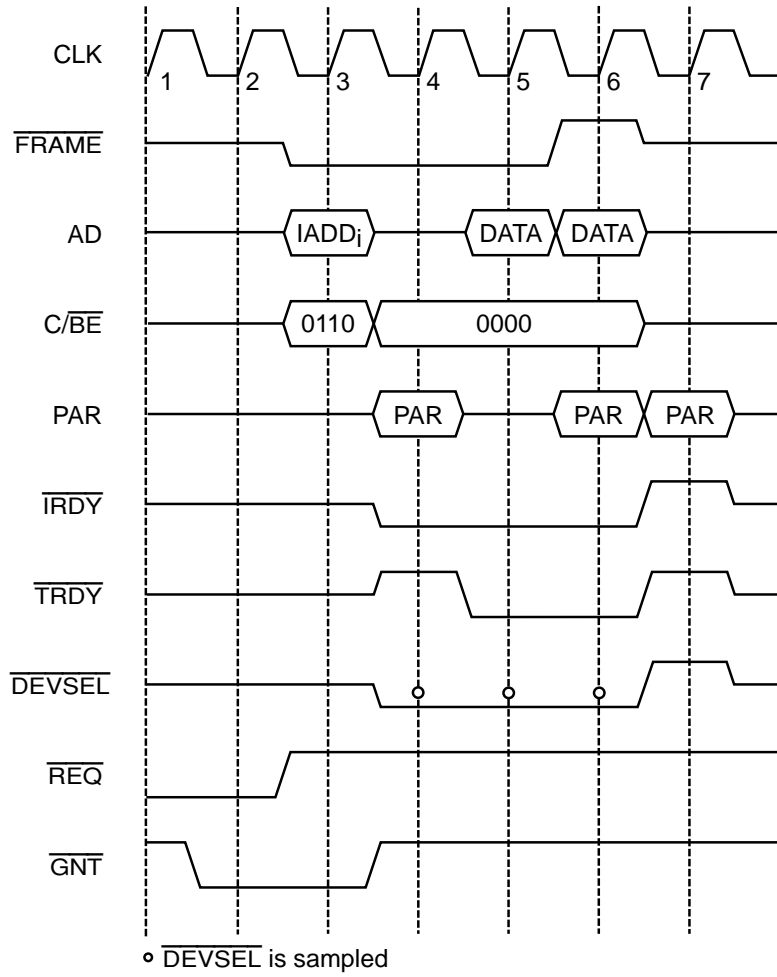 CLK
1 2 3 4 5 6 7
FRAME
AD IADDi DATA DATA
C/BE 0110 0000
PAR PAR PAR PAR
IRDY
TRDY
DEVSEL
REQ
GNT
DEVSEL is sampled